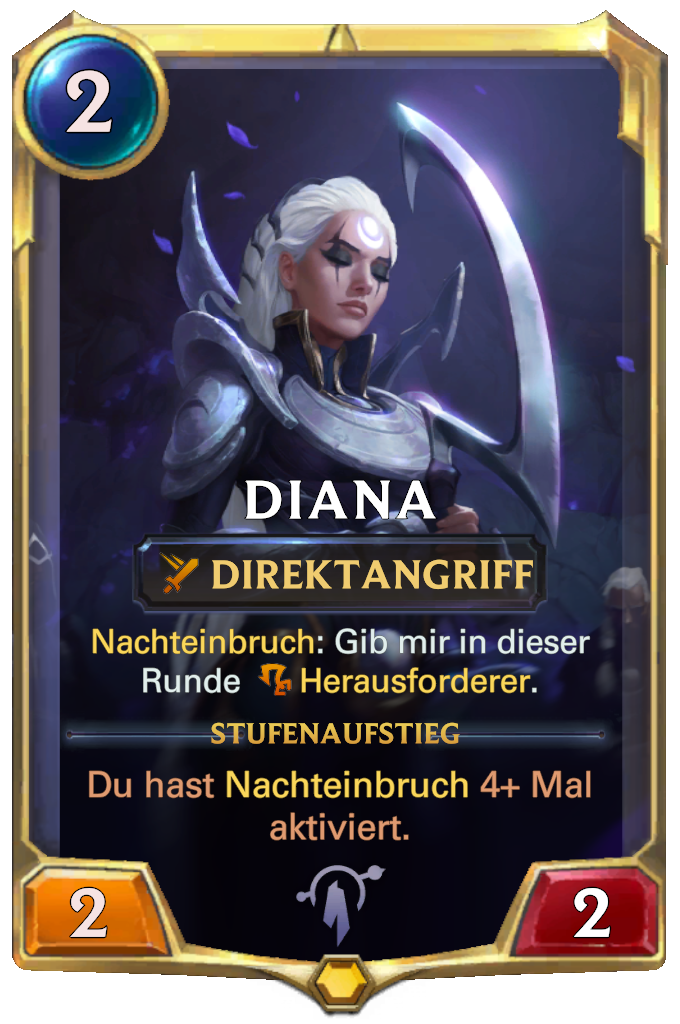 2
DIANA
DIREKTANGRIFF
Nachteinbruch: Gib mir in dieser
Runde Herausforderer.
STUFENAUFSTIEG
Du hast Nachteinbruch 4+ Mal
aktiviert.
2
2